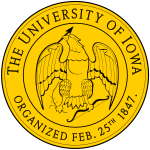 THE UNIVERSITY OF IOWA
ORGANIZED FEB. 25TH 1847.